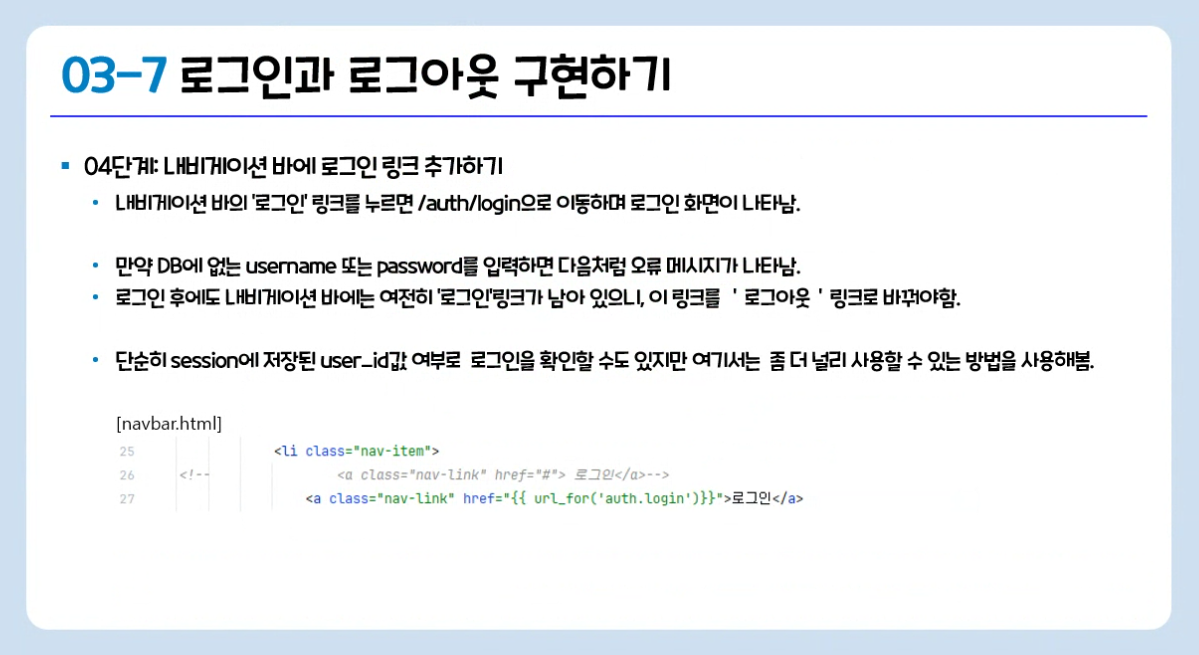 03-7 로그인과 로그아웃 구현하기
▪ 04단계: 내비게이션 바에 로그인 링크 추가하기
• 내비게이션 바의 '로그인' 링크를 누르면 /auth/login으로 이동하며 로그인 화면이 나타남.
• 만약 DB에 없는 username 또는 password를 입력하면 다음처럼 오류 메시지가 나타남.
• 로그인 후에도 내비게이션 바에는 여전히 '로그인'링크가 남아 있으니, 이 링크를 ' 로그아웃 ' 링크로 바꿔야함.
• 단순히 session에 저장된 user_id값 여부로 로그인을 확인할 수도 있지만 여기서는 좀 더 널리 사용할 수 있는 방법을 사용해봄.
[navbar.html]
25 <li class="nav-item">
26 <!-- <a class="nav-link" href="#"> 로그인</a>-->
27 <a class="nav-link" href="{{ url_for('auth.login')}}">로그인</a>